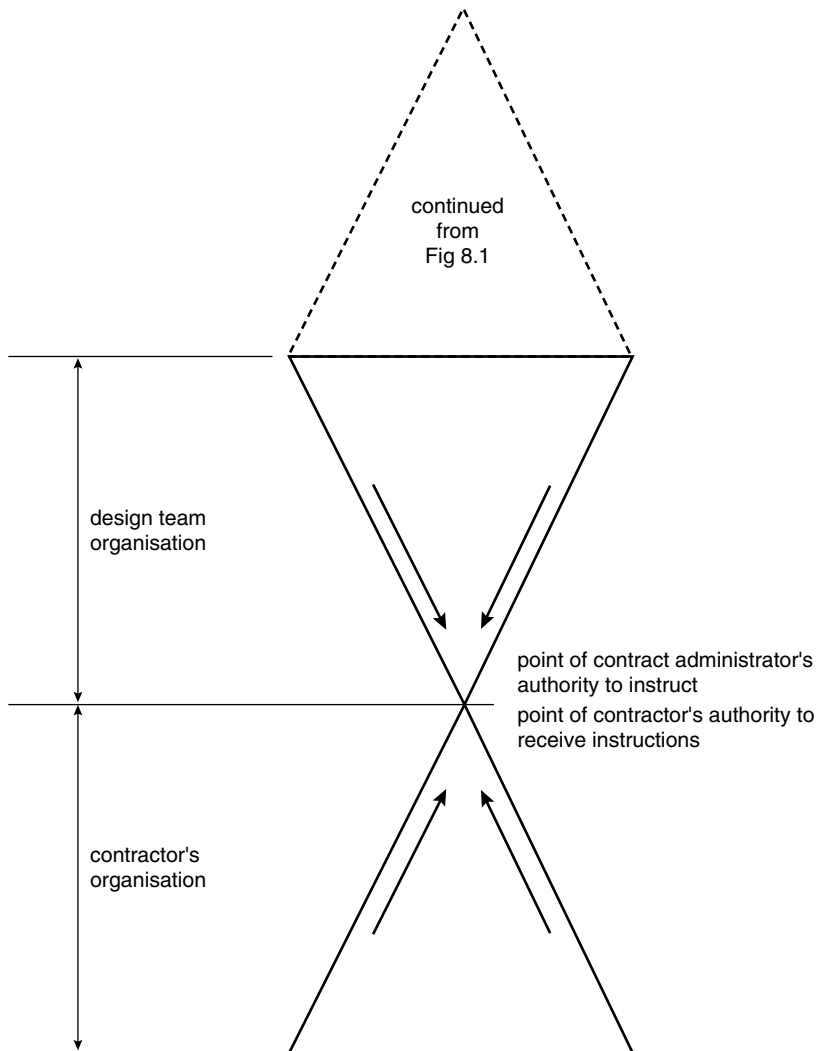 continued
from
Fig 8.1
design team
organisation
point of contract administrator's
authority to instruct
point of contractor's authority to
receive instructions
contractor's
organisation